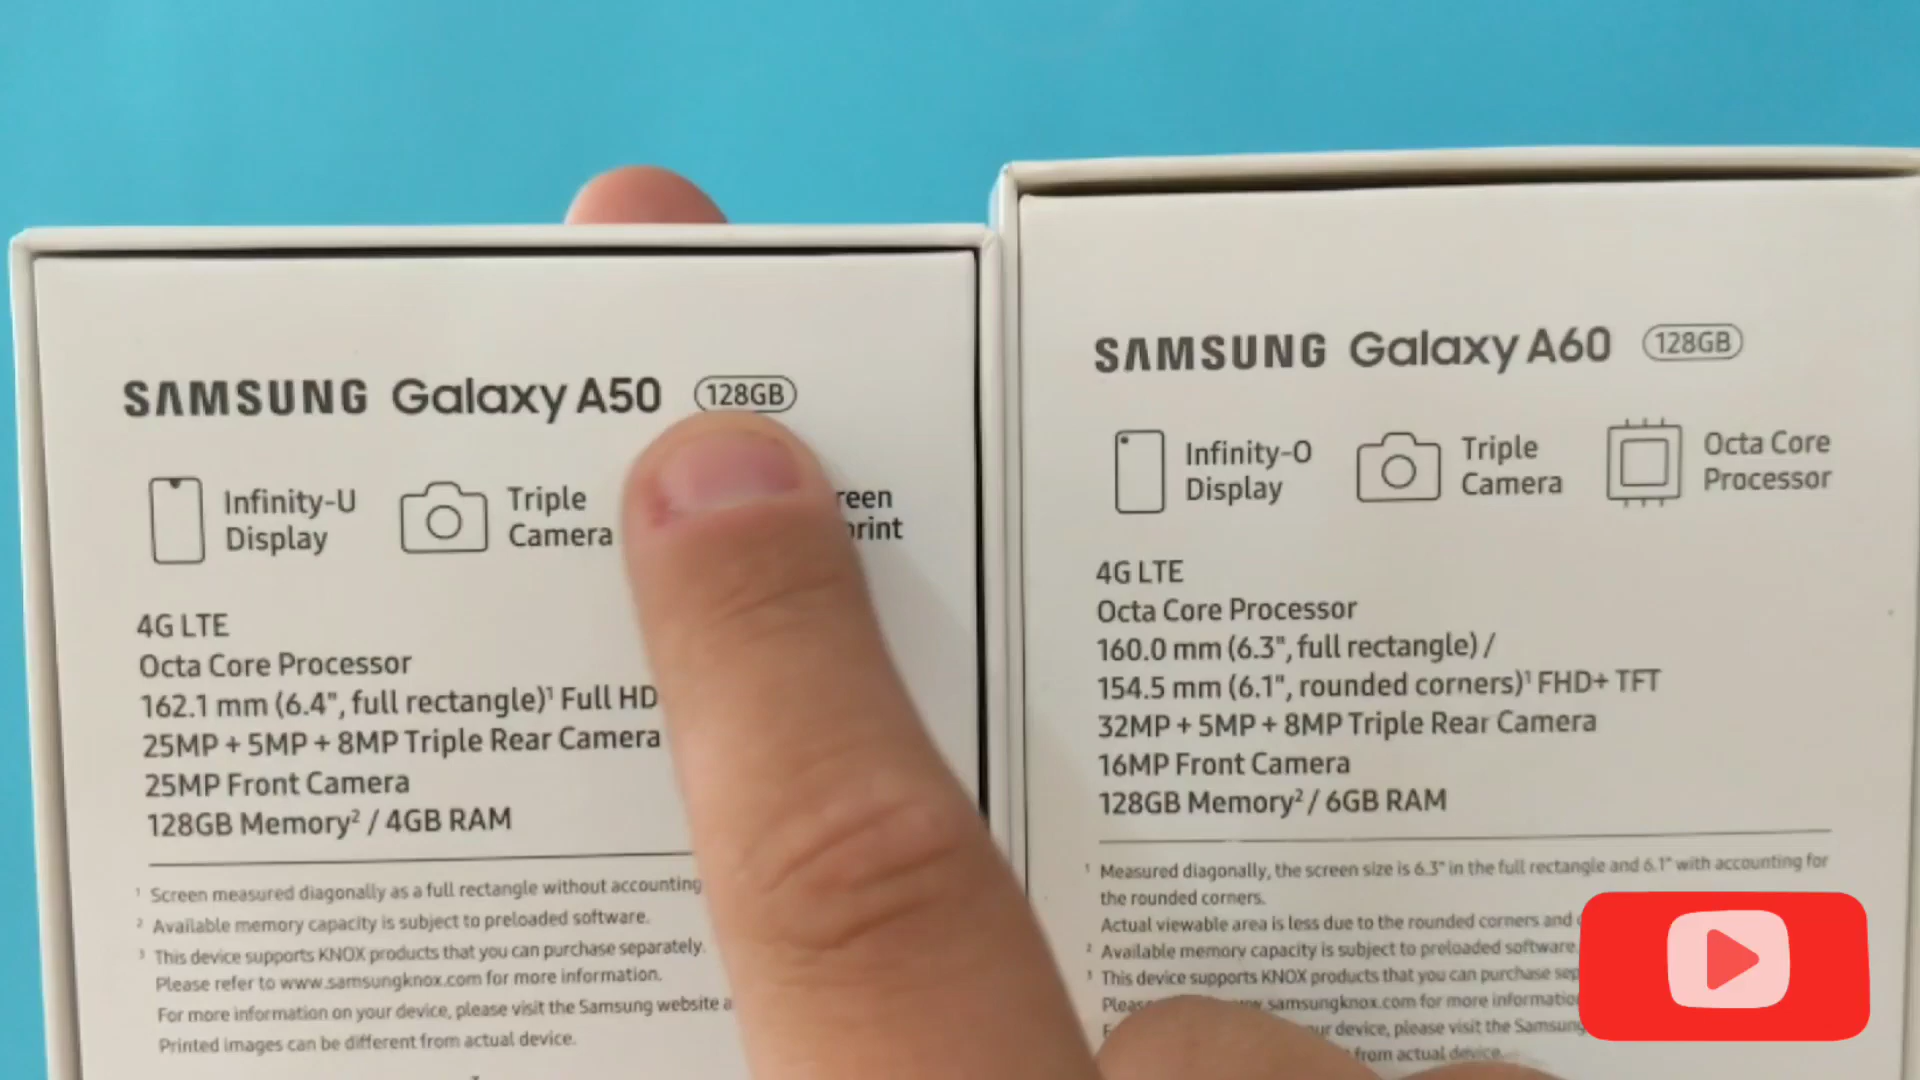 SAMSUNG Galaxy A50 128GB
Infinity-U
Display
Triple
Camera
4G LTE
Octa Core Processor
162.1 mm (6.4", full rectangle)¹ Full HD
25MP + 5MP + 8MP Triple Rear Camera
25MP Front Camera
128GB Memory² / 4GB RAM
¹ Screen measured diagonally as a full rectangle without accounting
² Available memory capacity is subject to preloaded software.
³ This device supports KNOX products that you can purchase separately.
Please refer to www.samsungknox.com for more information.
For more information on your device, please visit the Samsung website
Printed images can be different from actual device.
SAMSUNG Galaxy A60 128GB
Infinity-O
Display
Triple
Camera
Octa Core
Processor
4G LTE
Octa Core Processor
160.0 mm (6.3", full rectangle) /
154.5 mm (6.1", rounded corners)¹ FHD+ TFT
32MP + 5MP + 8MP Triple Rear Camera
16MP Front Camera
128GB Memory² / 6GB RAM
¹ Measured diagonally, the screen size is 6.3" in the full rectangle and 6.1" with accounting for
the rounded corners.
Actual viewable area is less due to the rounded corners and
² Available memory capacity is subject to preloaded software.
³ This device supports KNOX products that you can purchase
samsungknox.com for more
device, please visit the Samsung
from actual device.